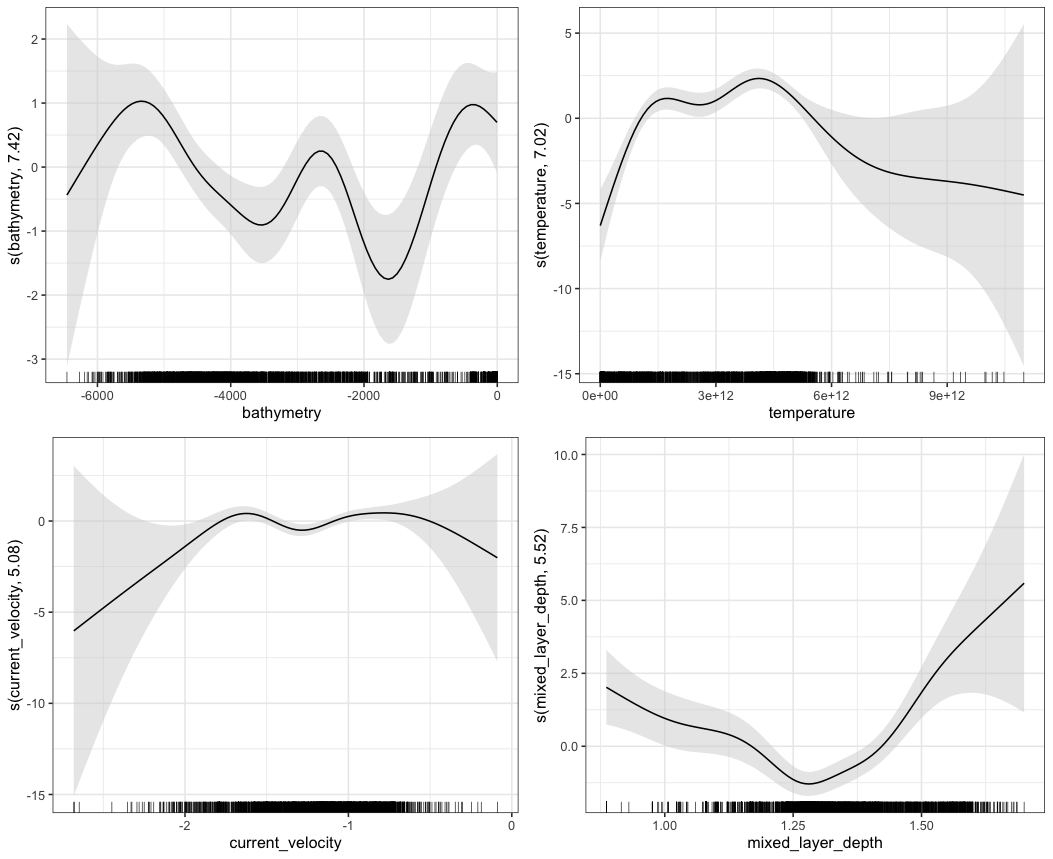 s(bathymetry, 7.42)
2
1
0
-1
-2
-3
-6000 -4000 -2000 0
bathymetry
s(temperature, 7.02)
5
0
-5
-10
-15
0e+00 3e+12 6e+12 9e+12
temperature
s(current_velocity, 5.08)
0
-5
-10
-15
-2 -1 0
current_velocity
s(mixed_layer_depth, 5.52)
10.0
7.5
5.0
2.5
0.0
1.00 1.25 1.50
mixed_layer_depth